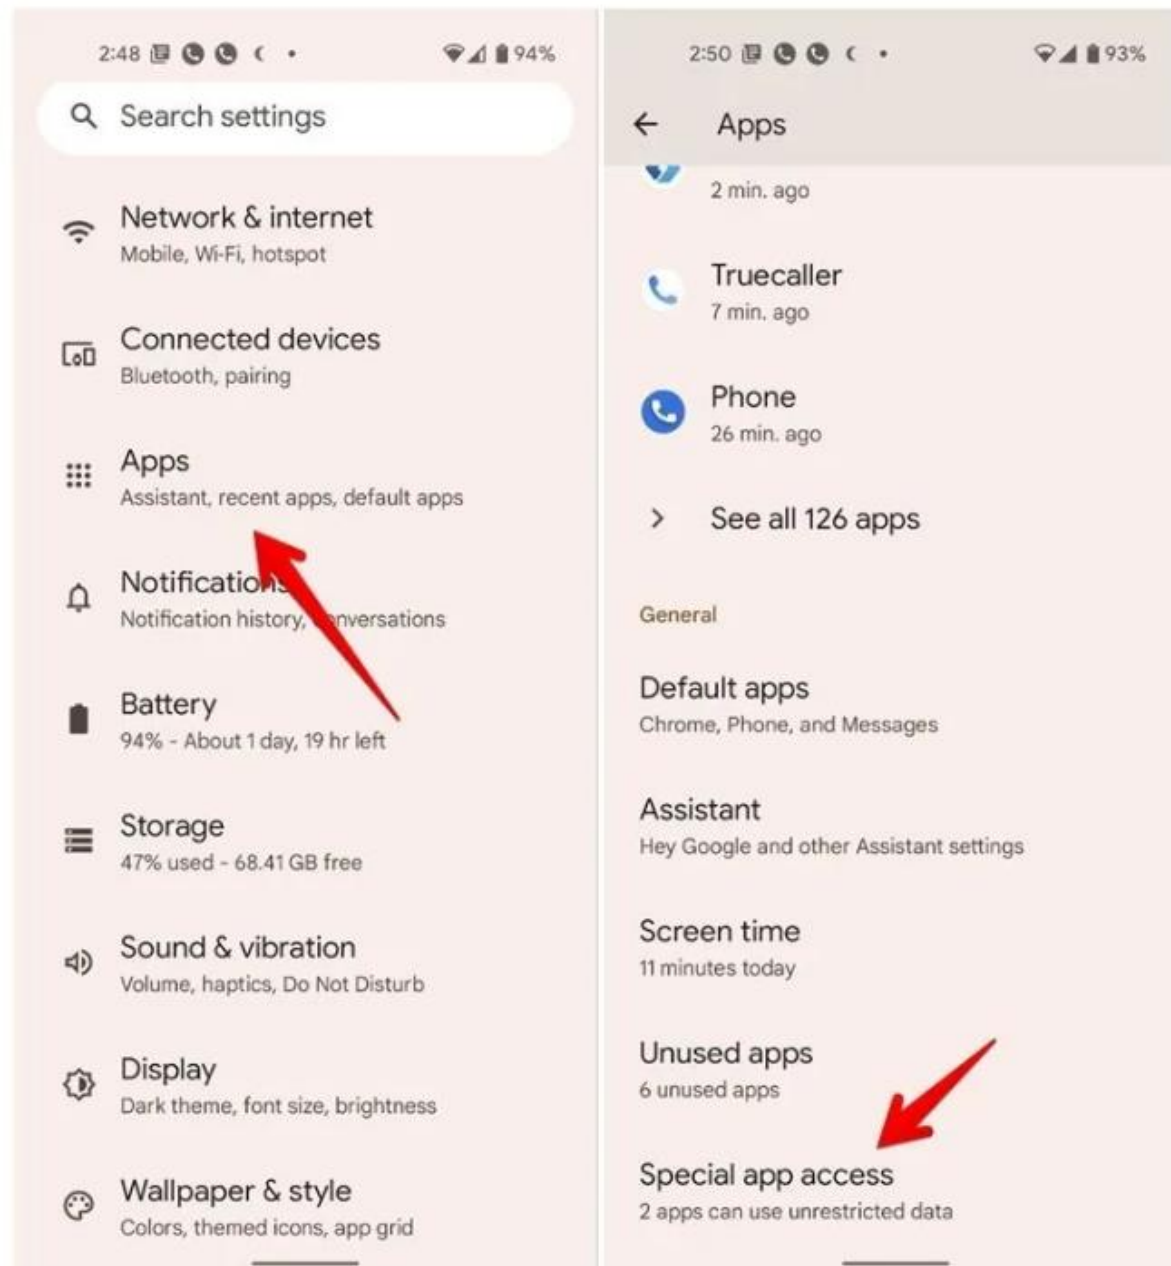 2:48
94%
Search settings
Network & internet
Mobile, Wi-Fi, hotspot
Connected devices
Bluetooth, pairing
Apps
Assistant, recent apps, default apps
Notifications
Notification history, conversations
Battery
94% - About 1 day, 19 hr left
Storage
47% used - 68.41 GB free
Sound & vibration
Volume, haptics, Do Not Disturb
Display
Dark theme, font size, brightness
Wallpaper & style
Colors, themed icons, app grid
2:50
93%
Apps
2 min. ago
Truecaller
7 min. ago
Phone
26 min. ago
See all 126 apps
General
Default apps
Chrome, Phone, and Messages
Assistant
Hey Google and other Assistant settings
Screen time
11 minutes today
Unused apps
6 unused apps
Special app access
2 apps can use unrestricted data